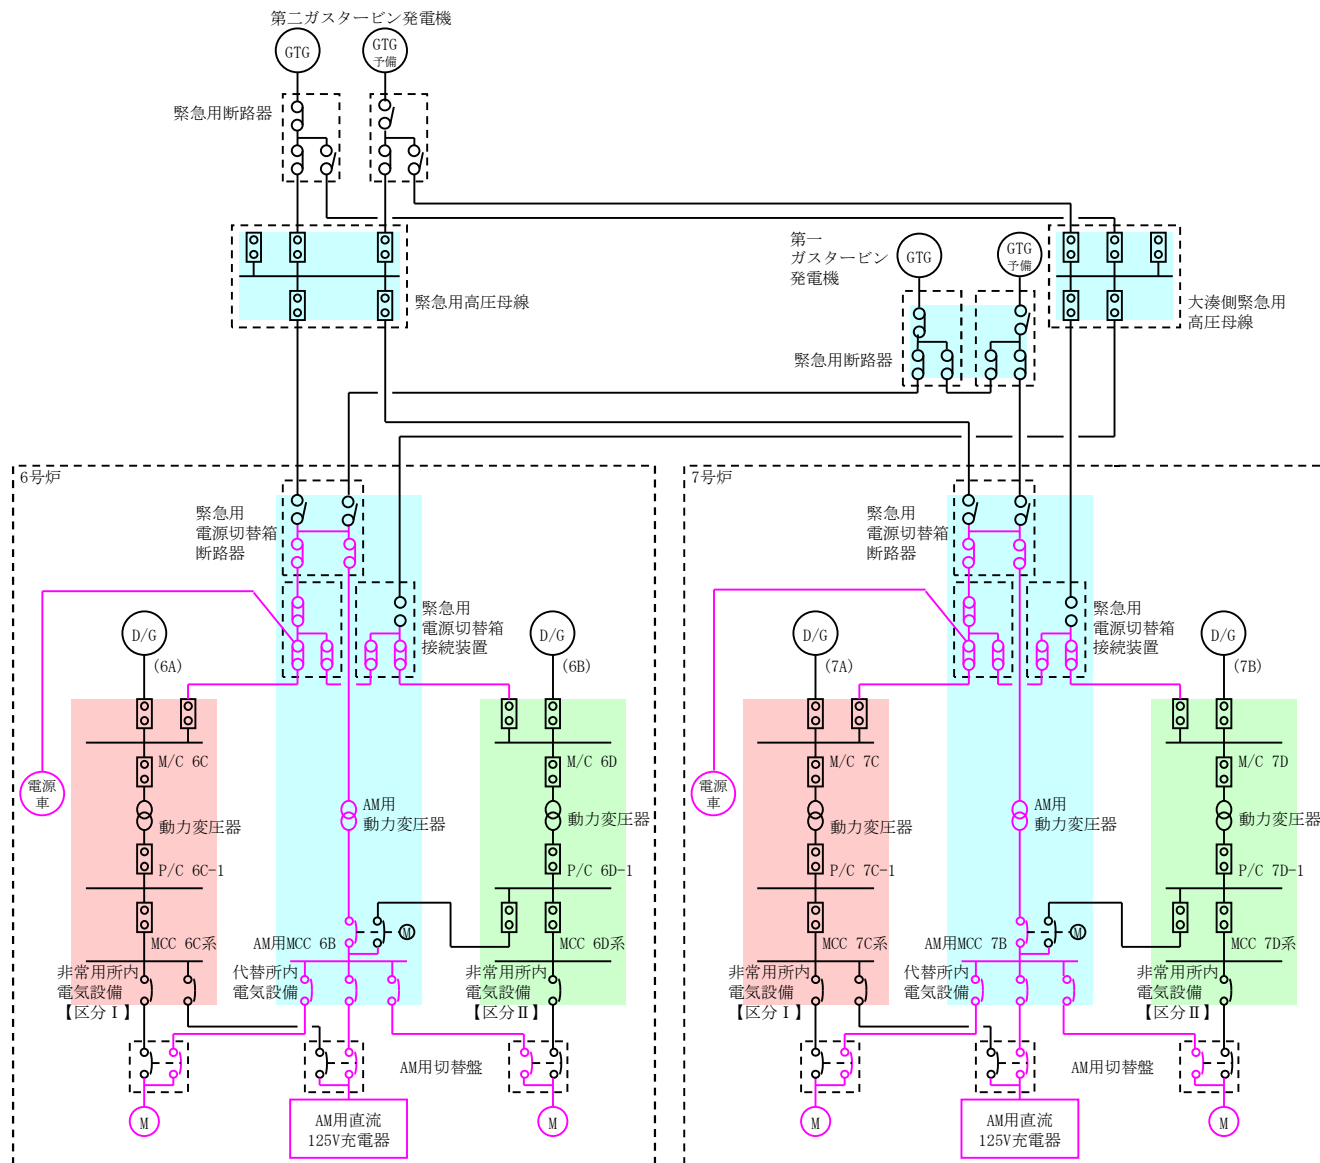 第二ガスタービン発電機
GTG
GTG
予備
緊急用断路器
緊急用高圧母線
第一
ガスタービン
発電機
GTG
GTG
予備
緊急用断路器
大湊側緊急用
高圧母線
6号炉
緊急用
電源切替箱
断路器
緊急用
電源切替箱
接続装置
D/G
(6A)
D/G
(6B)
電源
車
M/C 6C
動力変圧器
P/C 6C-1
MCC 6C系
非常用所内
電気設備
【区分Ⅰ】
AM用
動力変圧器
AM用MCC 6B
M
代替所内
電気設備
M/C 6D
動力変圧器
P/C 6D-1
MCC 6D系
非常用所内
電気設備
【区分Ⅱ】
AM用切替盤
M
AM用直流
125V充電器
M
7号炉
緊急用
電源切替箱
断路器
緊急用
電源切替箱
接続装置
D/G
(7A)
D/G
(7B)
電源
車
M/C 7C
動力変圧器
P/C 7C-1
MCC 7C系
非常用所内
電気設備
【区分Ⅰ】
AM用
動力変圧器
AM用MCC 7B
M
代替所内
電気設備
M/C 7D
動力変圧器
P/C 7D-1
MCC 7D系
非常用所内
電気設備
【区分Ⅱ】
AM用切替盤
M
AM用直流
125V充電器
M